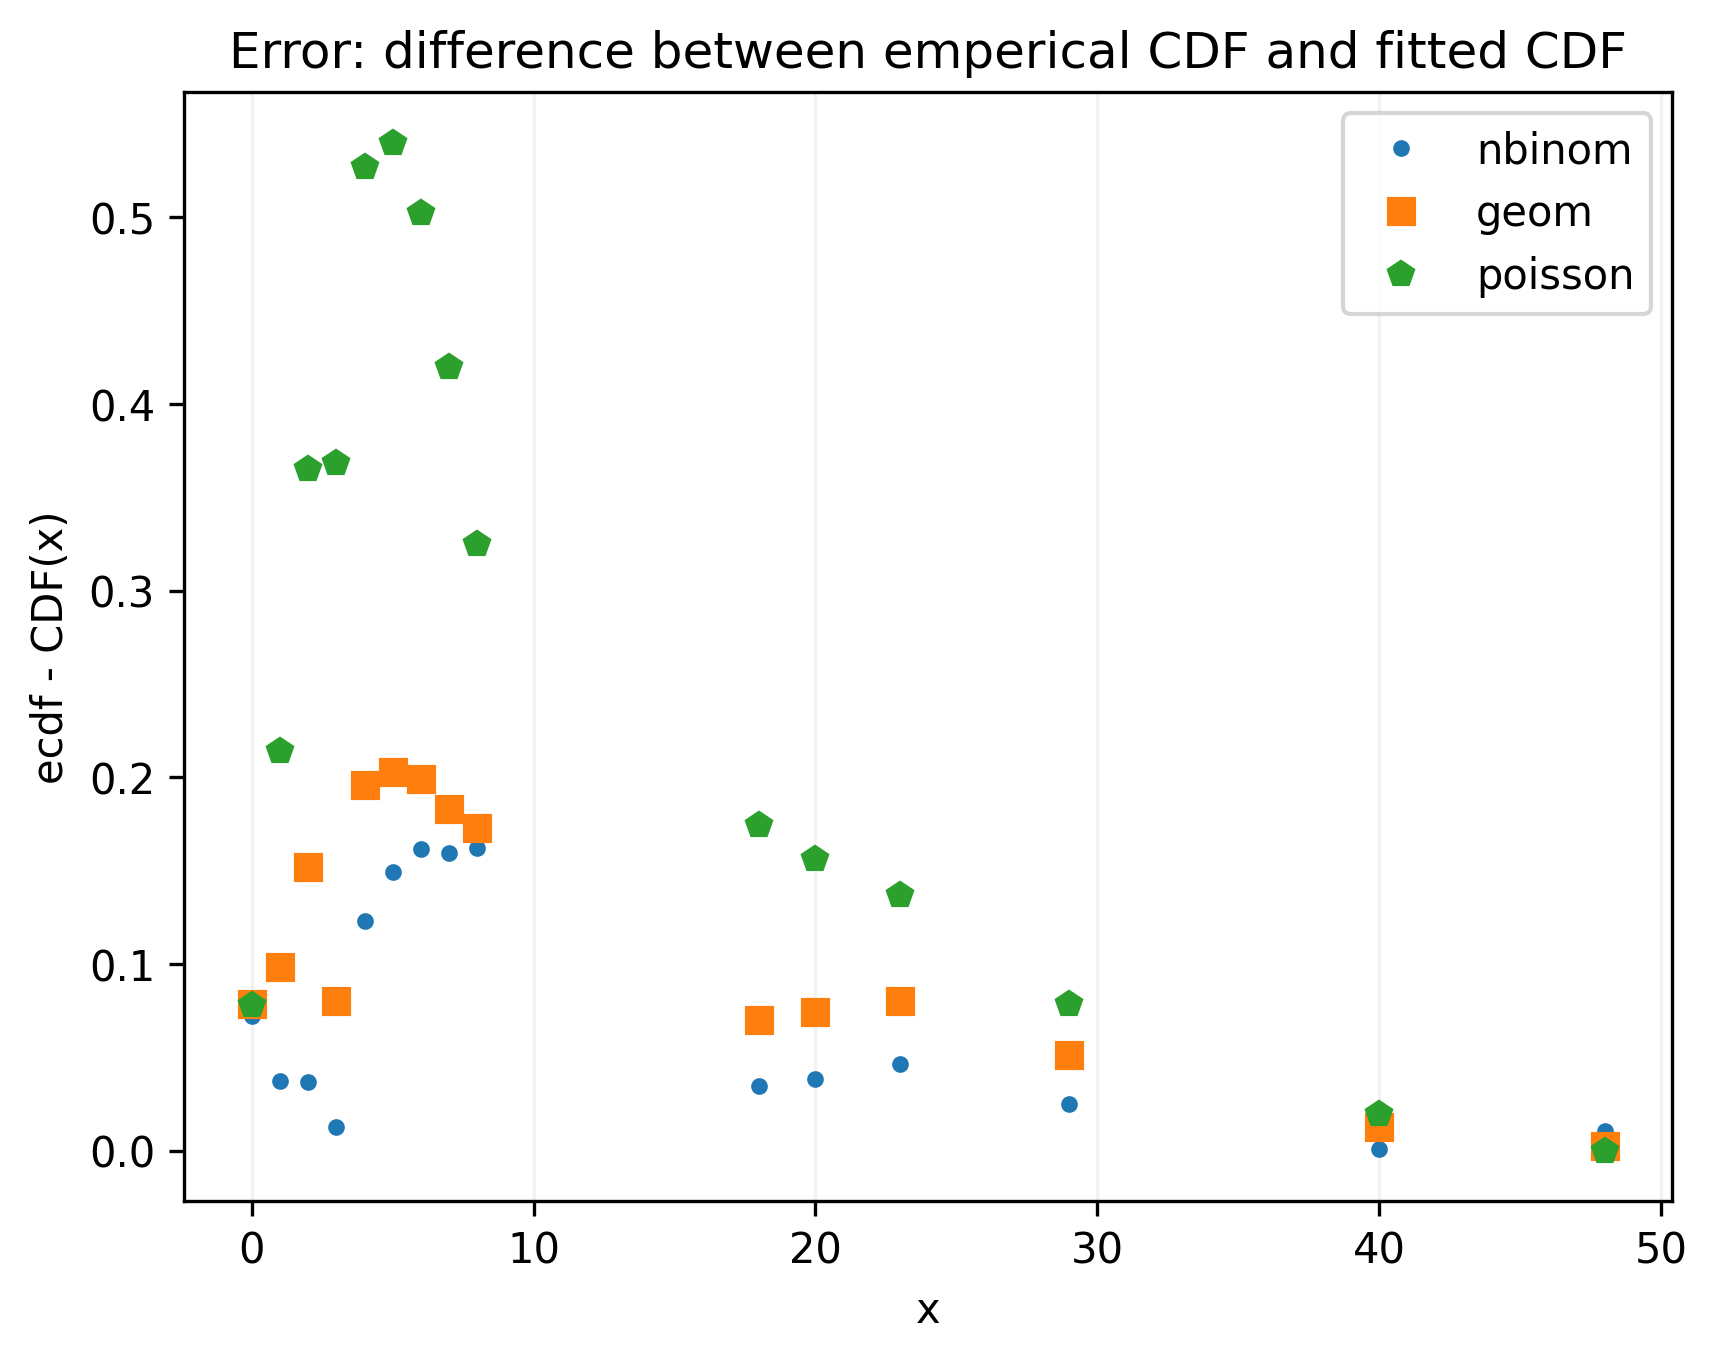 Error: difference between emperical CDF and fitted CDF
nbinom
geom
poisson
ecdf - CDF(x)
0.5
0.4
0.3
0.2
0.1
0.0
0 10 20 30 40 50
x